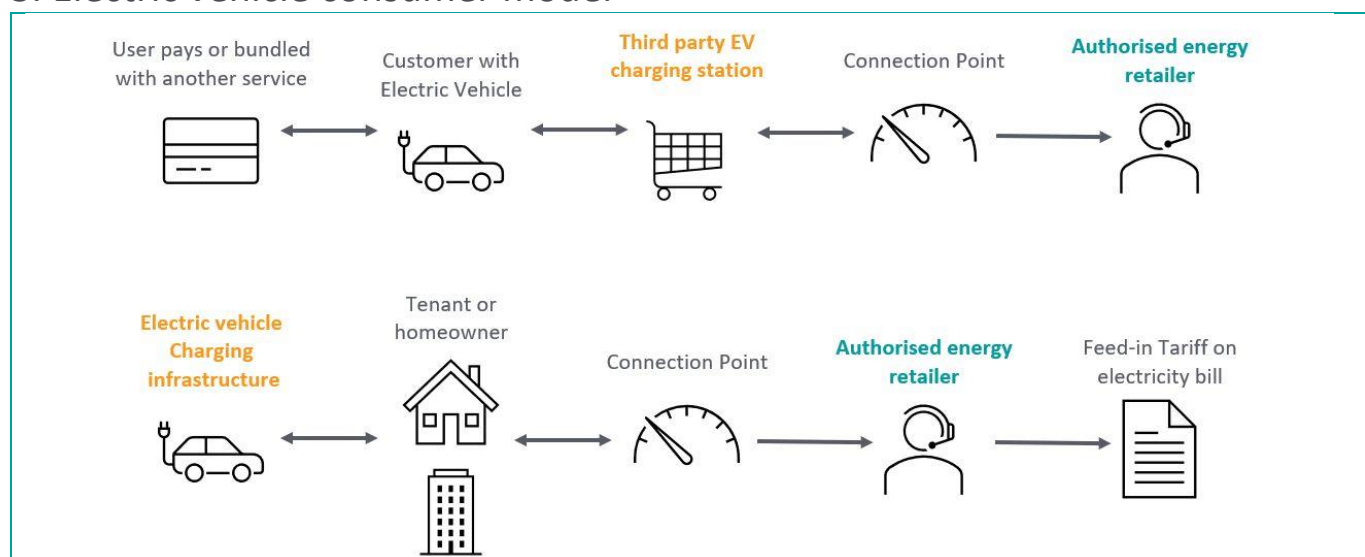 User pays or bundled
with another service
Customer with
Electric Vehicle
Third party EV
charging station
Connection Point
Authorised energy
retailer
Electric vehicle
Charging
infrastructure
Tenant or
homeowner
Connection Point
Authorised energy
retailer
Feed-in Tariff on
electricity bill